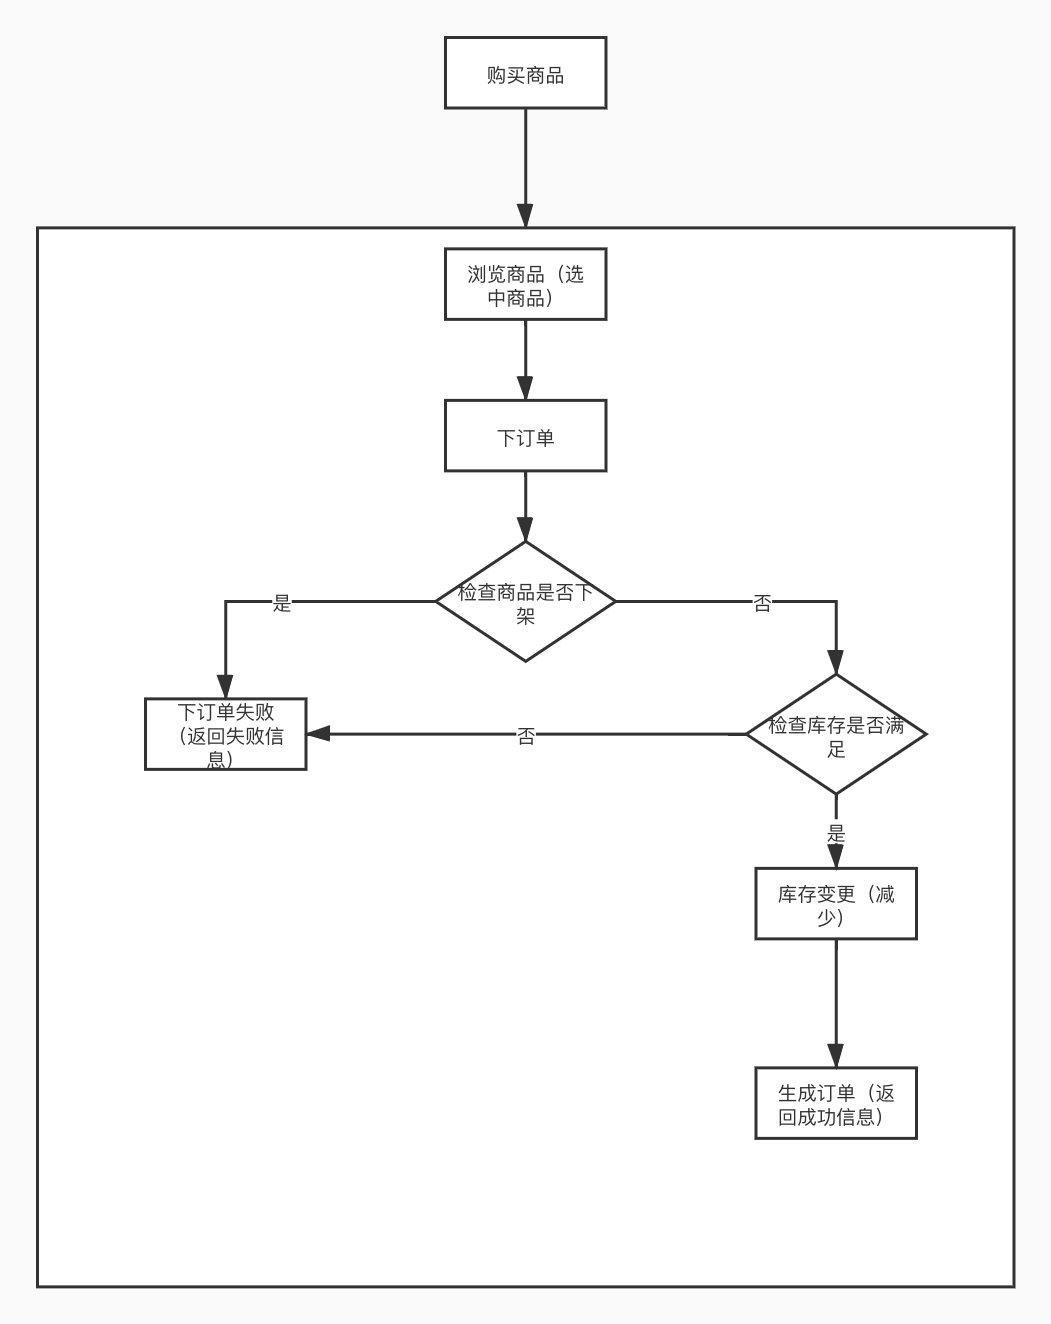 购买商品
浏览商品（选
中商品）
下订单
检查商品是否下
架
是
否
下订单失败
（返回失败信
息）
否
检查库存是否满
足
是
库存变更（减
少）
生成订单（返
回成功信息）